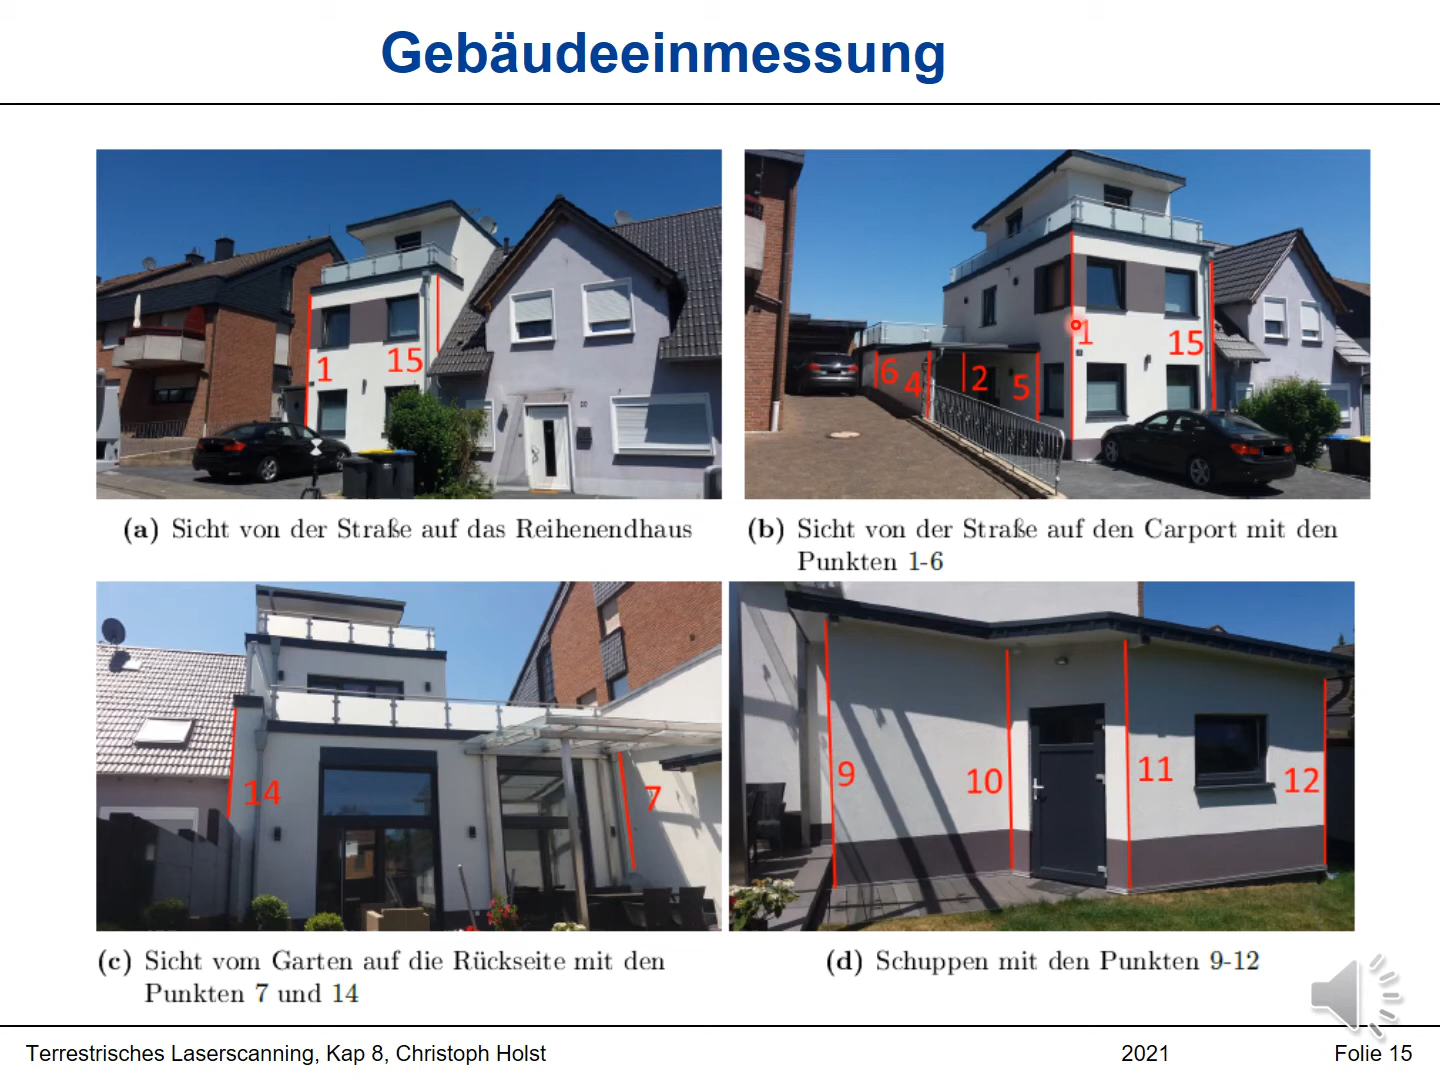 Gebäudeeinmessung
1
15
6
4
2
5
1
15
(a) Sicht von der Straße auf das Reihenendhaus
(b) Sicht von der Straße auf den Carport mit den
Punkten 1-6
14
7
9
10
11
12
(c) Sicht vom Garten auf die Rückseite mit den
Punkten 7 und 14
(d) Schuppen mit den Punkten 9-12
Terrestrisches Laserscanning, Kap 8, Christoph Holst
2021
Folie 15